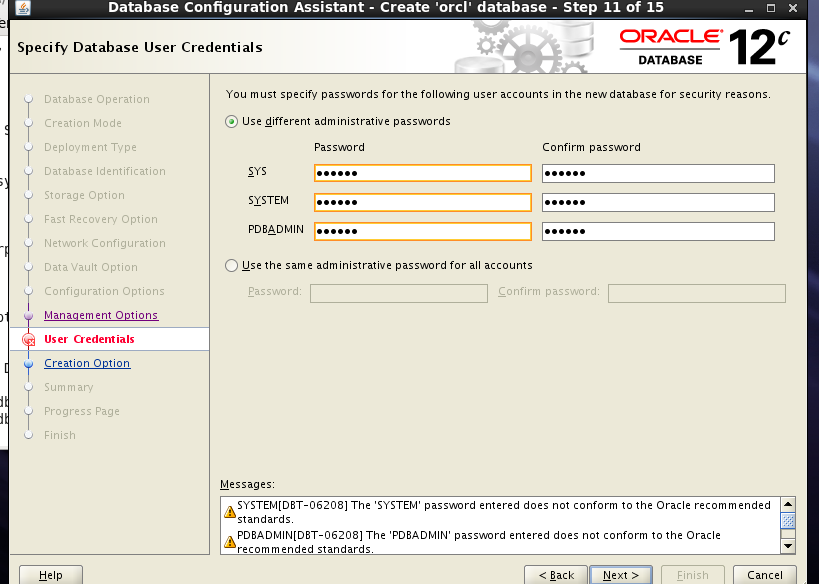 Database Configuration Assistant - Create 'orcl' database - Step 11 of 15
Specify Database User Credentials
ORACLE
DATABASE
12c
Database Operation
Creation Mode
Deployment Type
Database Identification
Storage Option
Fast Recovery Option
Network Configuration
Data Vault Option
Configuration Options
Management Options
User Credentials
Creation Option
Summary
Progress Page
Finish
You must specify passwords for the following user accounts in the new database for security reasons.
Use different administrative passwords
Password Confirm password
SYS
SYSTEM
PDBADMIN
Use the same administrative password for all accounts
Password: Confirm password:
Messages:
SYSTEM[DBT-06208] The 'SYSTEM' password entered does not conform to the Oracle recommended
standards.
PDBADMIN[DBT-06208] The 'PDBADMIN' password entered does not conform to the Oracle
recommended standards.
Help < Back Next > Finish Cancel